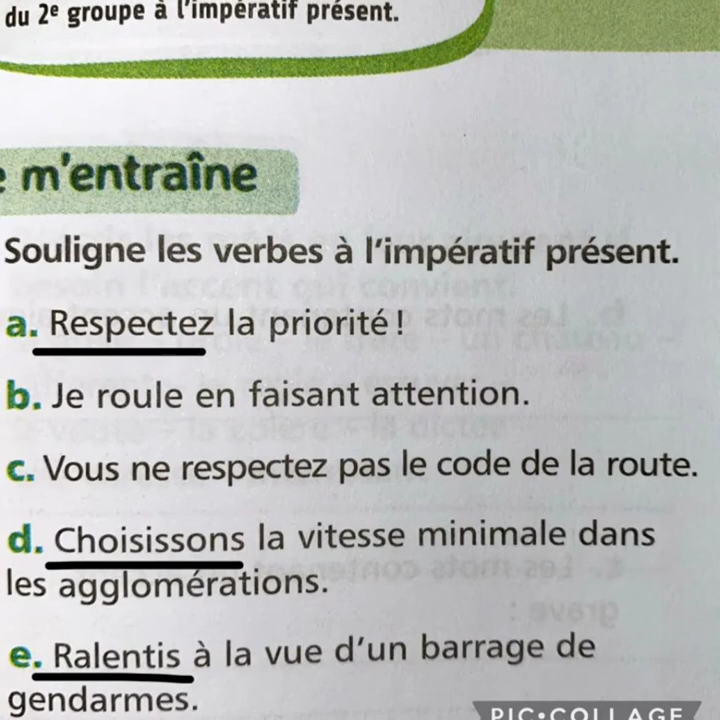 du 2e groupe à l'impératif présent.
m'entraîne
Souligne les verbes à l'impératif présent.
a. Respectez la priorité !
b. Je roule en faisant attention.
c. Vous ne respectez pas le code de la route.
d. Choisissons la vitesse minimale dans
les agglomérations.
e. Ralentis à la vue d'un barrage de
gendarmes.
PIC•COLLAGE